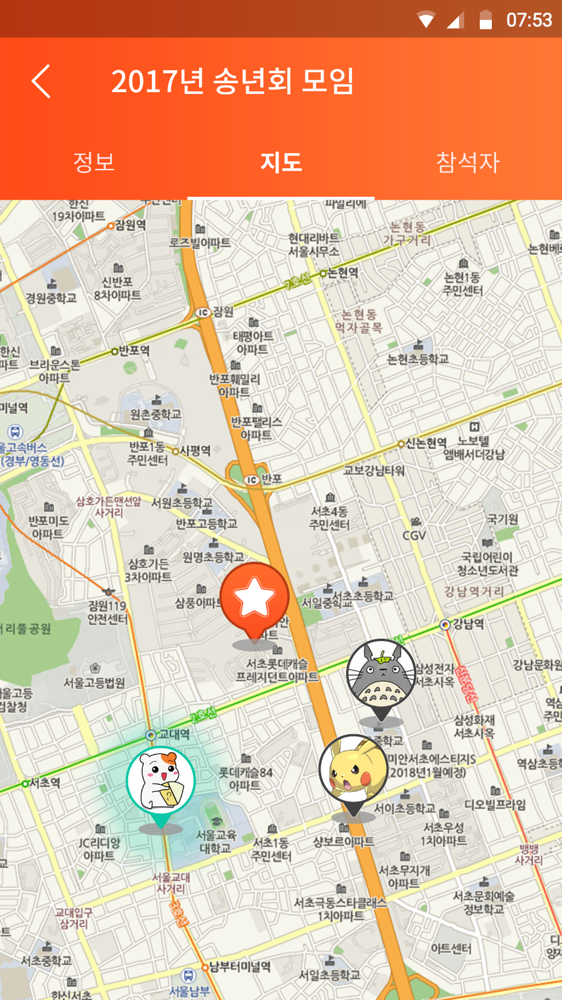 07:53
2017년 송년회 모임
정보
지도
참석자
한신
19차아파트
파밀리에
잠원역
로즈빌아파트
현대리바트
서울사무소
논현동
가구거리
신반포
8차아파트
경원중학교
7호선
논현역
논현1동
주민센터
IC 잠원
태평아트
아파트
논현동
먹자골목
반포역
한신
파트
브라운스톤
아파트
논현초등학교
반포훼밀리
아파트
미널역
원촌중학교
반포팰리스
아파트
울고속버스
(경부/영동선)
반포1동
주민센터
사평역
신논현역
노보텔
앰배서더강남
교보강남타워
IC 반포
삼호가든맨션앞
사거리
서원초등학교
반포미도
아파트
반포고등학교
서초4동
주민센터
국기원
CGV
삼호가든
3차아파트
원명초등학교
국립어린이
청소년도서관
잠원119
안전센터
삼풍아파트
서일중학교
서초초등학교
강남역거리
강남역
서리풀공원
서초롯데캐슬
프레지던트아파트
삼성전자
서초사옥
강남문화원
신분당선
서울고등법원
울고등
검찰청
2호선
교대역
삼성화재
서초사옥
역삼
주민
중학교
미안서초에스티지S
(2018년1월예정)
역삼초등학
서초역
롯데캐슬84
아파트
서이초등학교
디오빌프라임
서초우성
1치아파트
JC리디앙
아파트
서울교육
대학교
서초1동
주민센터
샹보르아파트
뱅뱅
사거리
서초무지개
아파트
서울교대
사거리
서초극동스타클래스
1치아파트
서초문회예술
정보학교
교대입구
삼거리
3호선
아트센터
서초중학교
남부터미널역
서일초등학교
서울남부
한신서초